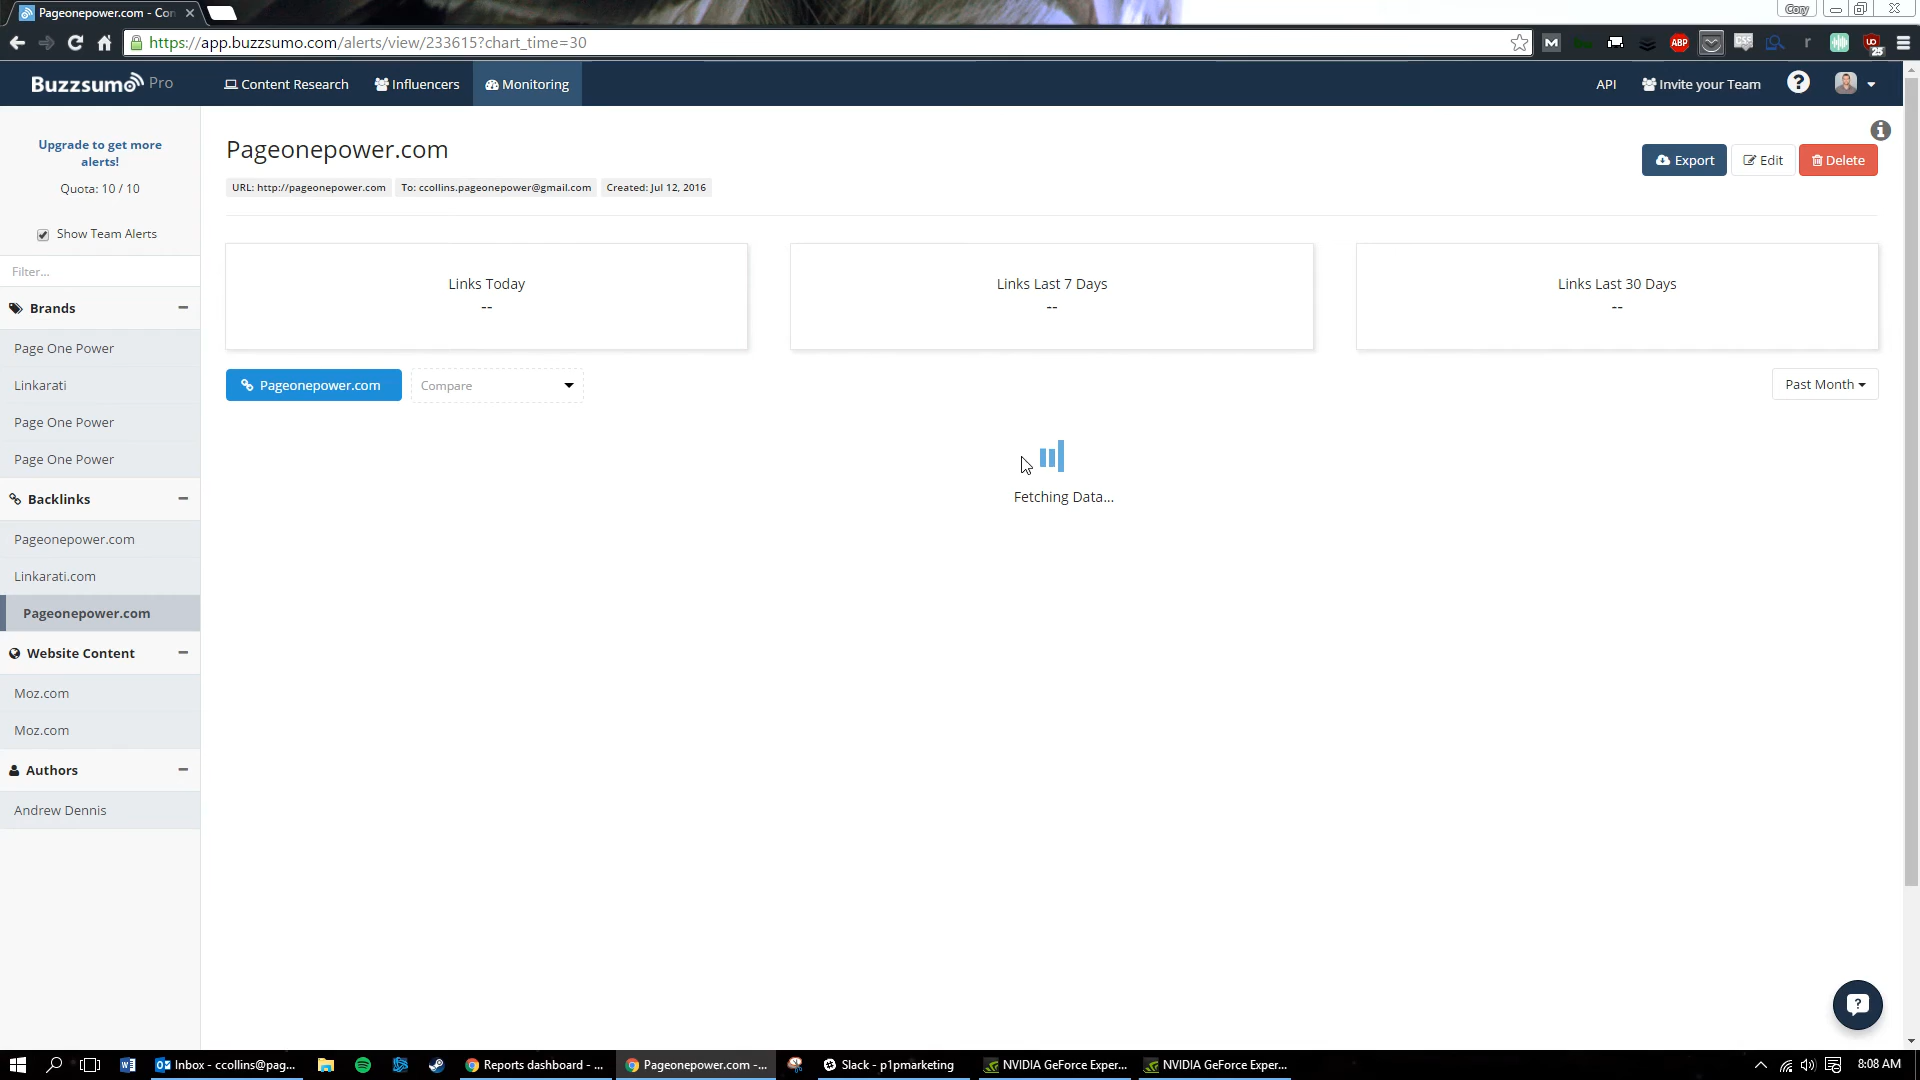 Pageonepower.com - Con
Cory
https://app.buzzsumo.com/alerts/view/233615?chart_time=30
M
ABP
CSS
r
UO
25
Buzzsumo Pro
Content Research
Influencers
Monitoring
API
Invite your Team
?
Upgrade to get more
alerts!
Quota: 10 / 10
Show Team Alerts
Filter...
Brands
Page One Power
Linkarati
Page One Power
Page One Power
Backlinks
Pageonepower.com
Linkarati.com
Pageonepower.com
Website Content
Moz.com
Moz.com
Authors
Andrew Dennis
Pageonepower.com
Export
Edit
Delete
URL: http://pageonepower.com
To: ccollins.pageonepower@gmail.com
Created: Jul 12, 2016
Links Today
--
Links Last 7 Days
--
Links Last 30 Days
--
Pageonepower.com
Compare
Past Month
Fetching Data...
?
Inbox - ccollins@pag...
Reports dashboard - ...
Pageonepower.com -...
Slack - p1pmarketing
NVIDIA GeForce Exper...
NVIDIA GeForce Exper...
8:08 AM